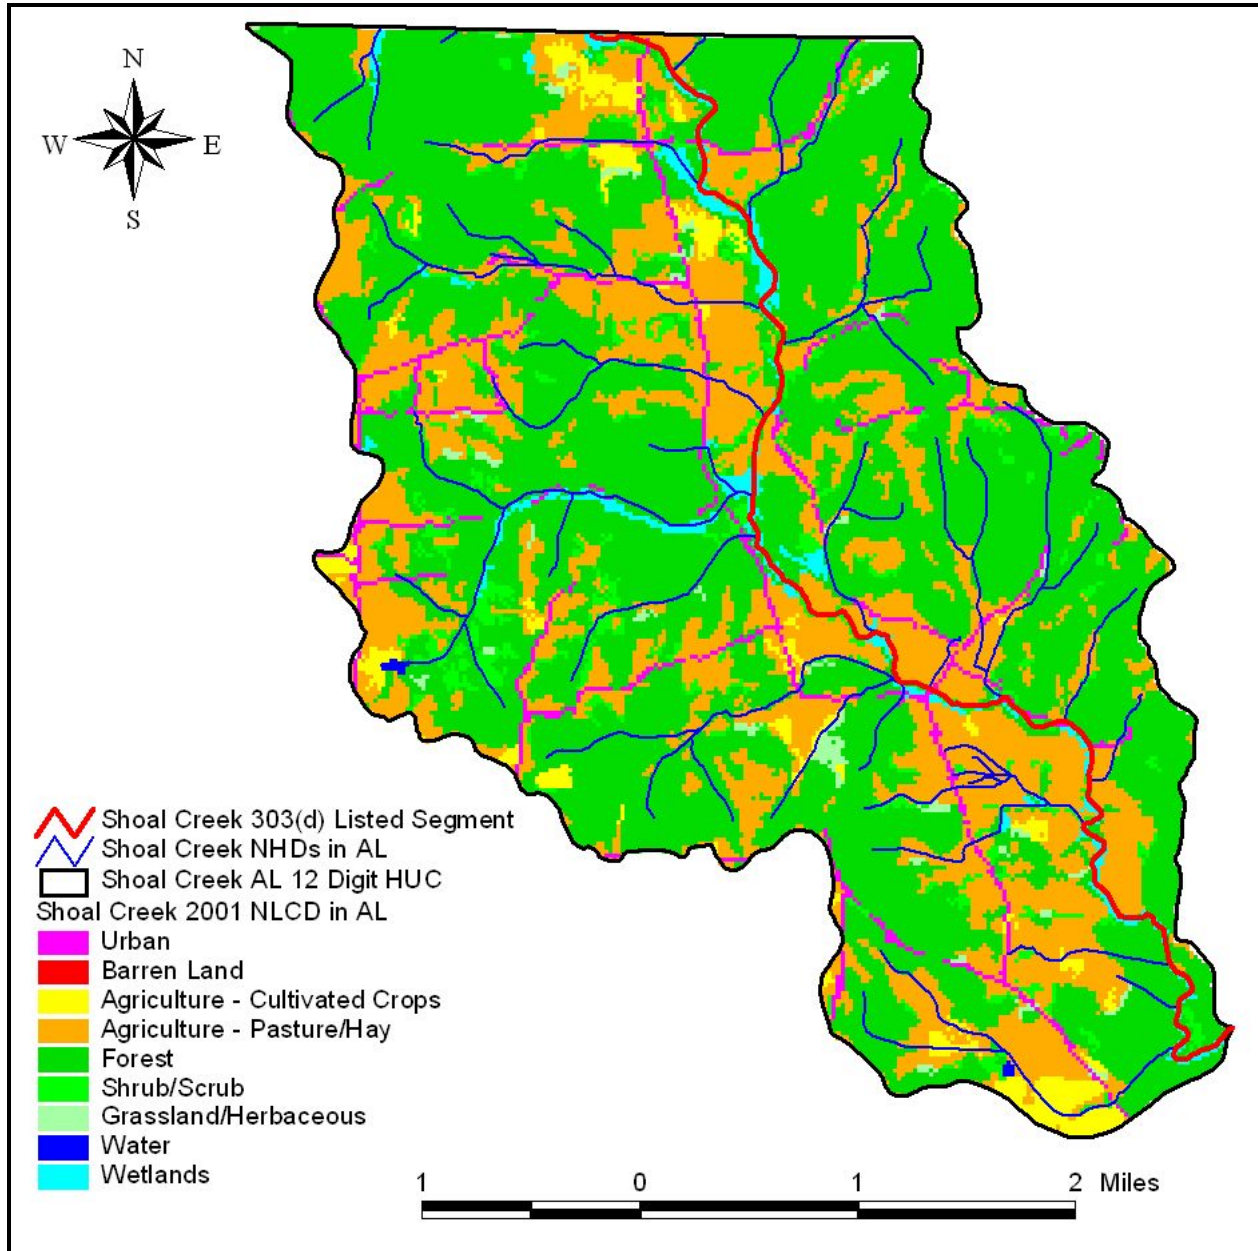 N
W E
S
Shoal Creek 303(d) Listed Segment
Shoal Creek NHDs in AL
Shoal Creek AL 12 Digit HUC
Shoal Creek 2001 NLCD in AL
Urban
Barren Land
Agriculture - Cultivated Crops
Agriculture - Pasture/Hay
Forest
Shrub/Scrub
Grassland/Herbaceous
Water
Wetlands
1 0 1 2 Miles